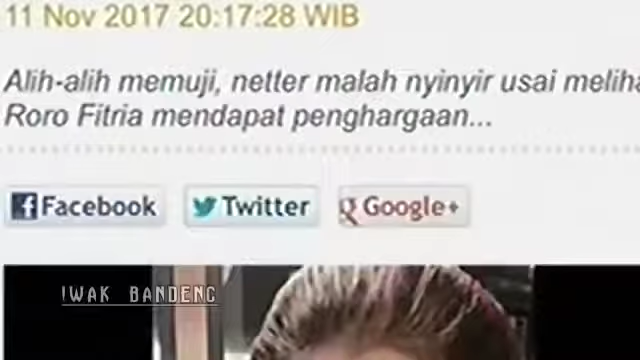 11 Nov 2017 20:17:28 WIB
Alih-alih memuji, netter malah nyinyir usai meliha
Roro Fitria mendapat penghargaan...
Facebook Twitter Google+
IWAK BANDENG